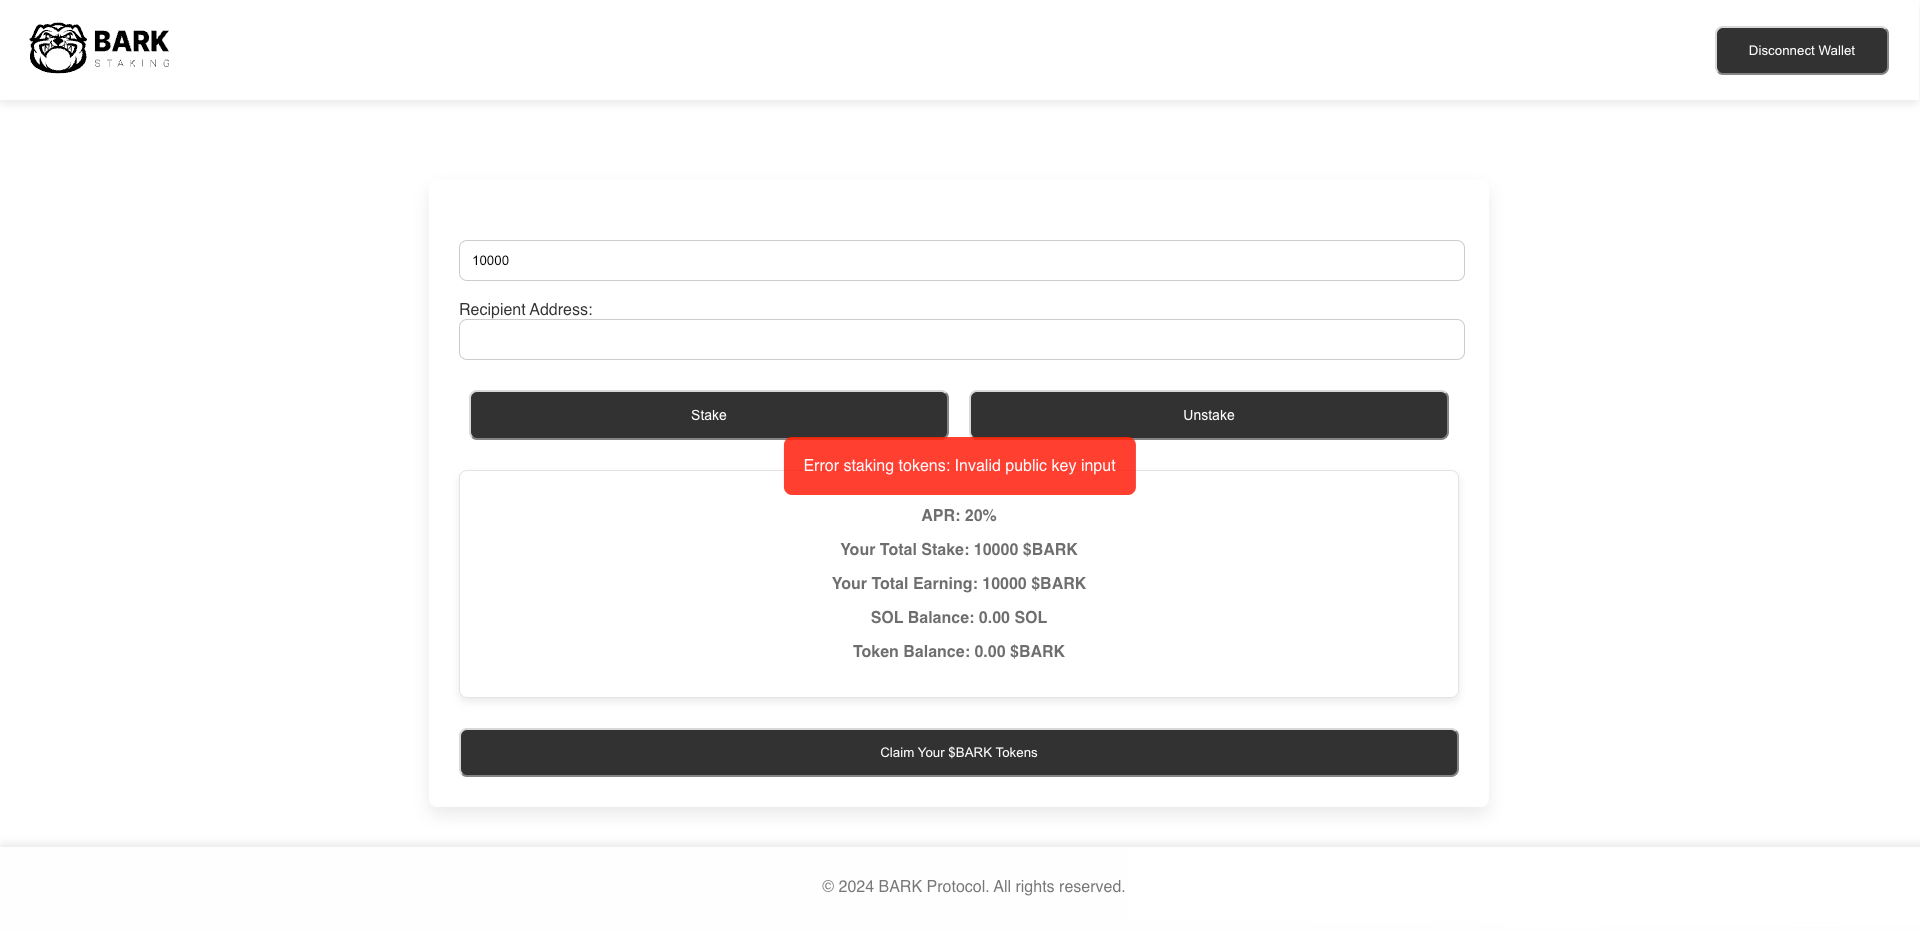 BARK
STAKING
Disconnect Wallet
10000
Recipient Address:
Stake
Unstake
Error staking tokens: Invalid public key input
APR: 20%
Your Total Stake: 10000 $BARK
Your Total Earning: 10000 $BARK
SOL Balance: 0.00 SOL
Token Balance: 0.00 $BARK
Claim Your $BARK Tokens
© 2024 BARK Protocol. All rights reserved.